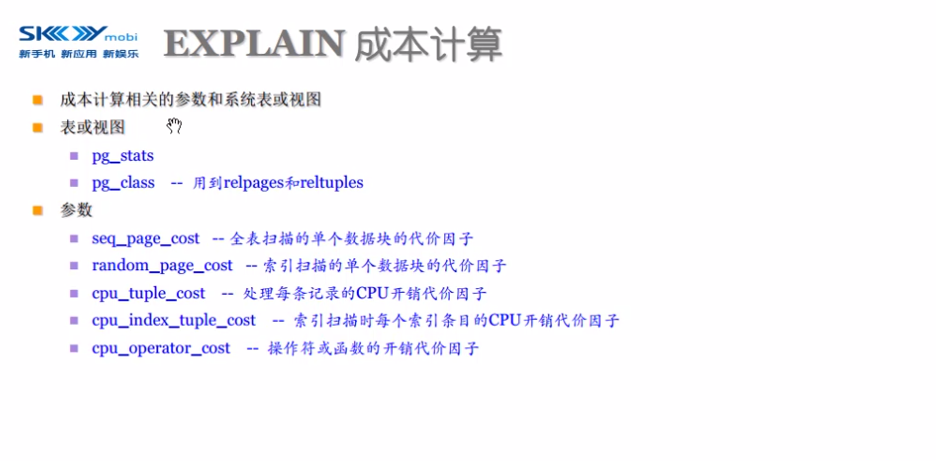 SKYmobi
新手机 新应用 新娱乐
EXPLAIN 成本计算
成本计算相关的参数和系统表或视图
表或视图
pg_stats
pg_class -- 用到relpages和reltuples
参数
seq_page_cost -- 全表扫描的单个数据块的代价因子
random_page_cost -- 索引扫描的单个数据块的代价因子
cpu_tuple_cost -- 处理每条记录的CPU开销代价因子
cpu_index_tuple_cost -- 索引扫描时每个索引条目的CPU开销代价因子
cpu_operator_cost -- 操作符或函数的开销代价因子